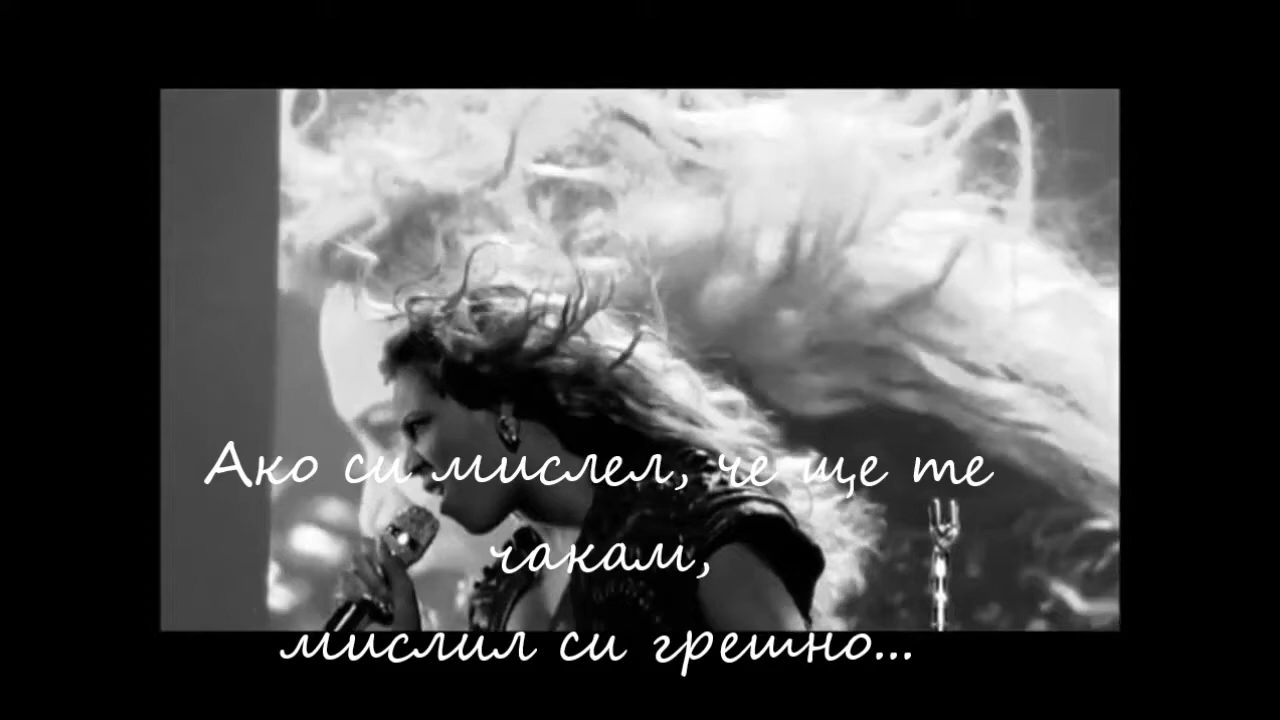 Ако си мислел, че ще те
чакам,
мислил си грешно...